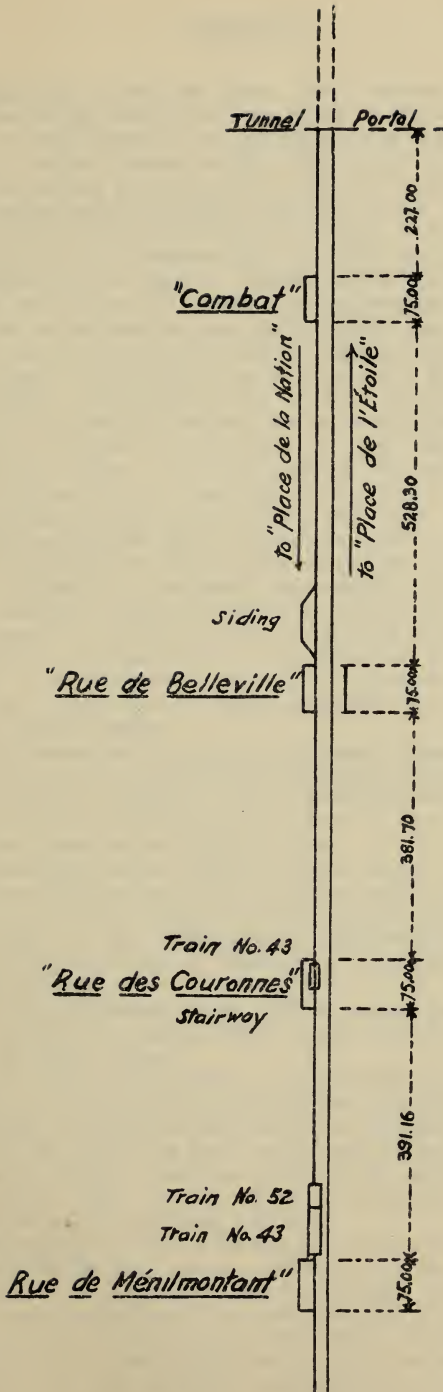 Tunnel Portal
227.00
"Combat"
75.00
to "Place de la Nation"
to "Place de l'Étoile"
528.30
Siding
"Rue de Belleville"
75.00
381.70
Train No. 43
"Rue des Couronnes"
75.00
Stairway
391.16
Train No. 52
Train No. 43
Rue de Ménilmontant"
75.00